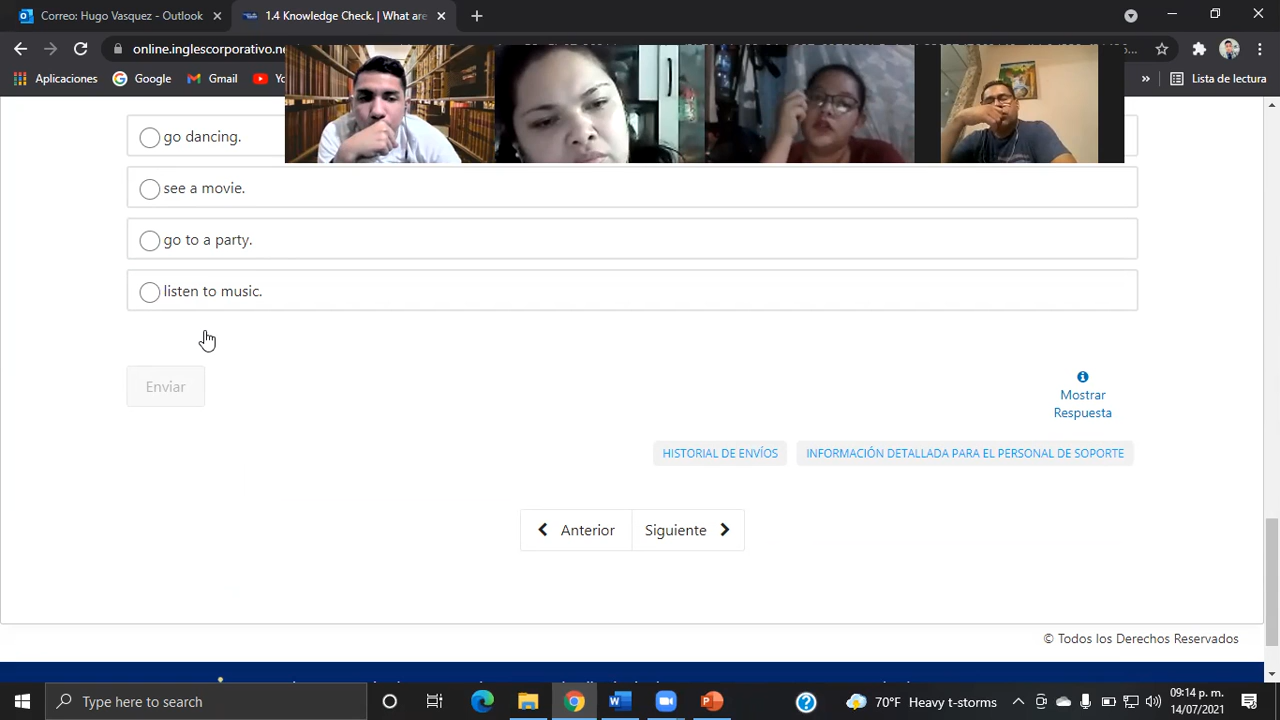 Correo: Hugo Vasquez - Outlook
1.4 Knowledge Check. | What are
online.inglescorporativo.ne
Aplicaciones
Google
Gmail
Yo
Lista de lectura
go dancing.
see a movie.
go to a party.
listen to music.
Enviar
Mostrar
Respuesta
HISTORIAL DE ENVÍOS
INFORMACIÓN DETALLADA PARA EL PERSONAL DE SOPORTE
Anterior
Siguiente
© Todos los Derechos Reservados
Type here to search
70°F Heavy t-storms
09:14 p. m.
14/07/2021